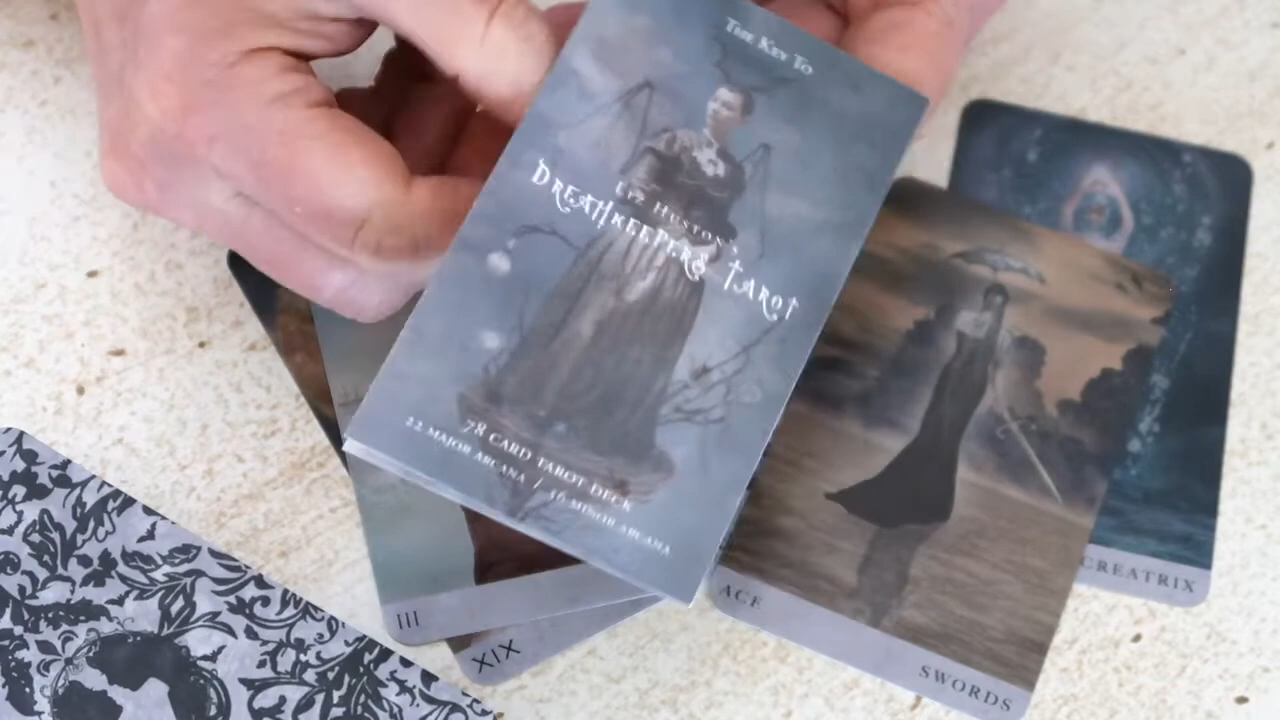 THE KEY TO
LIZ HUSTON'S
DREAMKEEPERS TAROT
78 CARD TAROT DECK
22 MAJOR ARCANA / 56 MINOR ARCANA
III
XIX
ACE
SWORDS
CREATRIX